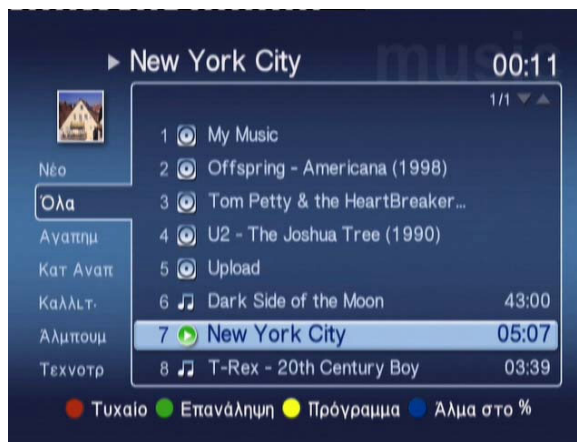 music
New York City 00:11
1/1
1 My Music
Νέο
2 Offspring - Americana (1998)
Όλα
3 Tom Petty & the HeartBreaker...
Αγαπημ
4 U2 - The Joshua Tree (1990)
Κατ Αναπ
5 Upload
Καλλιτ.
6 Dark Side of the Moon 43:00
Άλμπουμ
7 New York City 05:07
Τεχνοτρ
8 T-Rex - 20th Century Boy 03:39
Τυχαίο Επανάληψη Πρόγραμμα Άλμα στο %